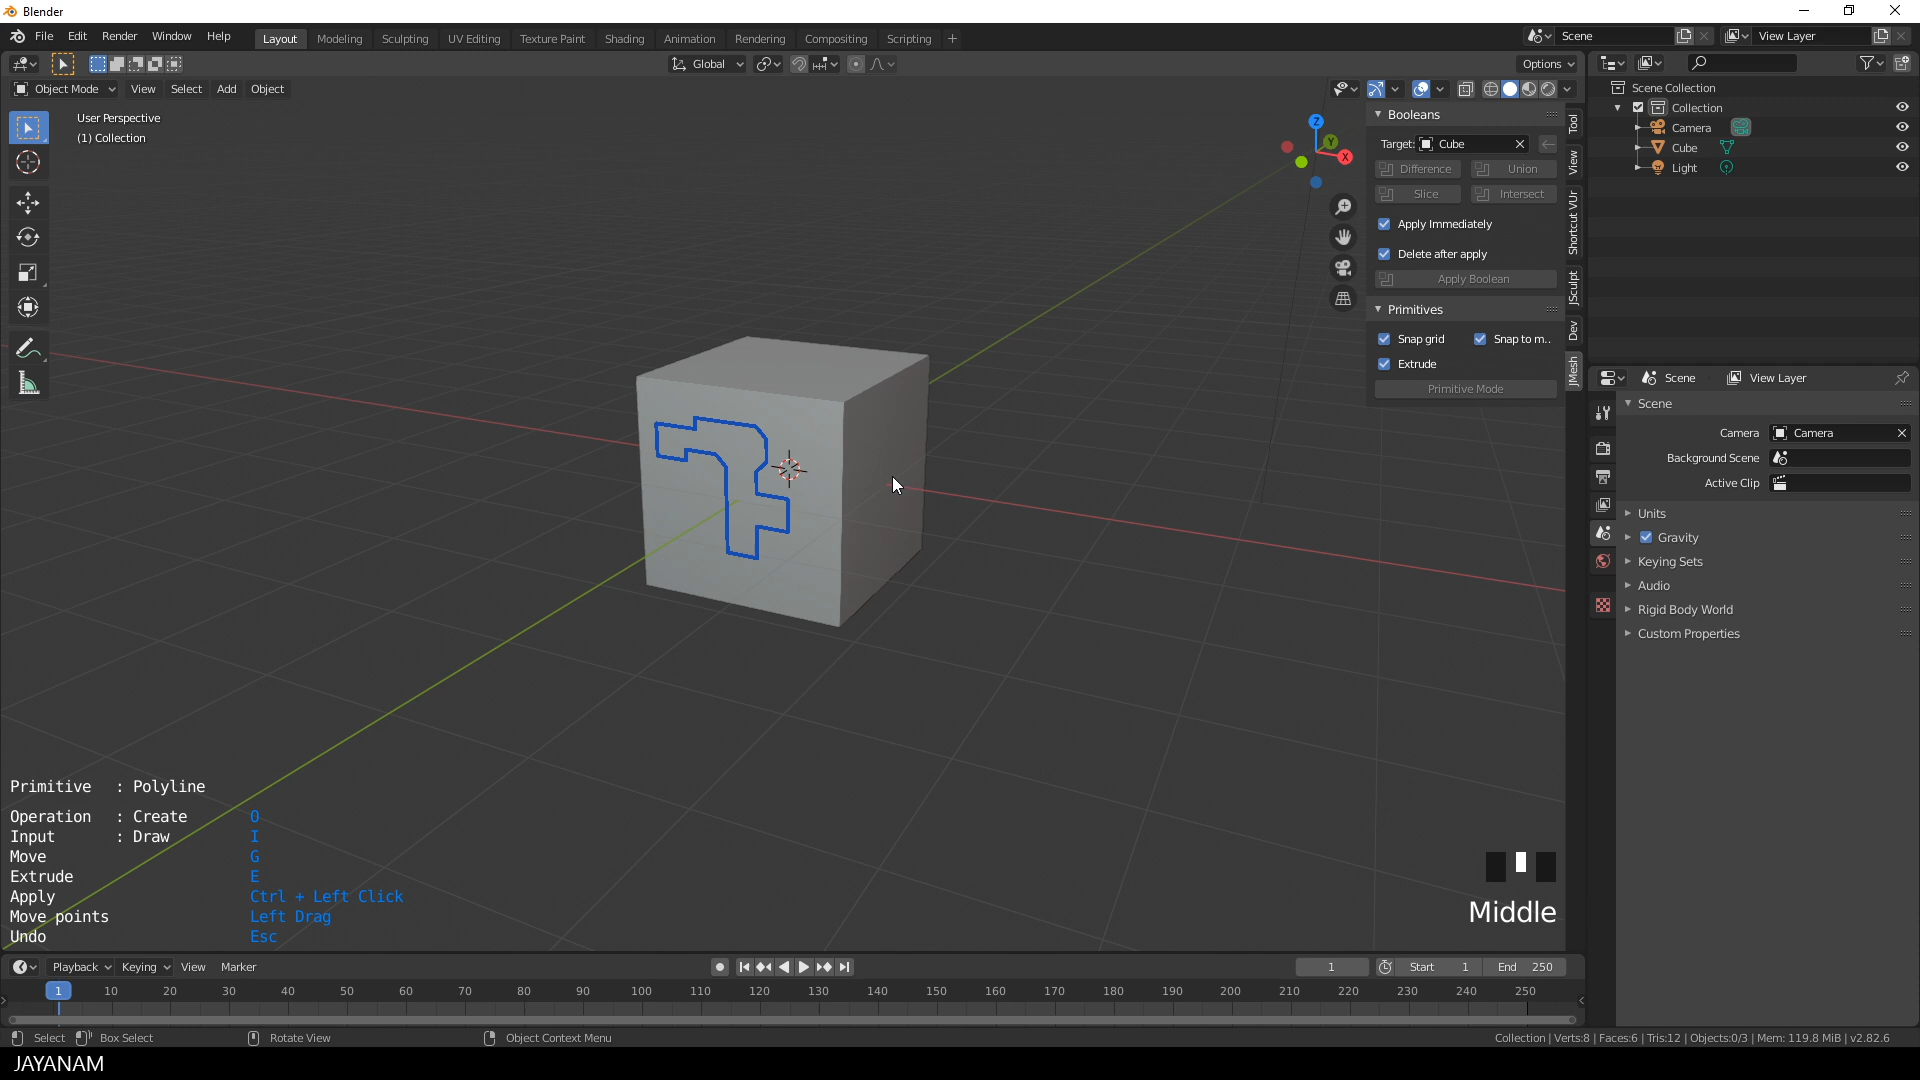 Blender
File Edit Render Window Help Layout Modeling Sculpting UV Editing Texture Paint Shading Animation Rendering Compositing Scripting + Scene View Layer
Global Options
Object Mode View Select Add Object
User Perspective
(1) Collection
Z
Y
X
Booleans
Target: Cube
Difference Union
Slice Intersect
Apply Immediately
Delete after apply
Apply Boolean
Primitives
Snap grid Snap to m..
Extrude
Primitive Mode
Tool
View
Shortcut VUr
JSculpt
Dev
JMesh
Scene Collection
Collection
Camera
Cube
Light
Scene View Layer
Scene
Camera Camera
Background Scene
Active Clip
Units
Gravity
Keying Sets
Audio
Rigid Body World
Custom Properties
Primitive : Polyline
Operation : Create O
Input : Draw I
Move G
Extrude E
Apply Ctrl + Left Click
Move points Left Drag
Undo Esc
Middle
Playback Keying View Marker 1 Start 1 End 250
1 10 20 30 40 50 60 70 80 90 100 110 120 130 140 150 160 170 180 190 200 210 220 230 240 250
Select Box Select Rotate View Object Context Menu Collection | Verts:8 | Faces:6 | Tris:12 | Objects:0/3 | Mem: 119.8 MiB | v2.82.6
JAYANAM